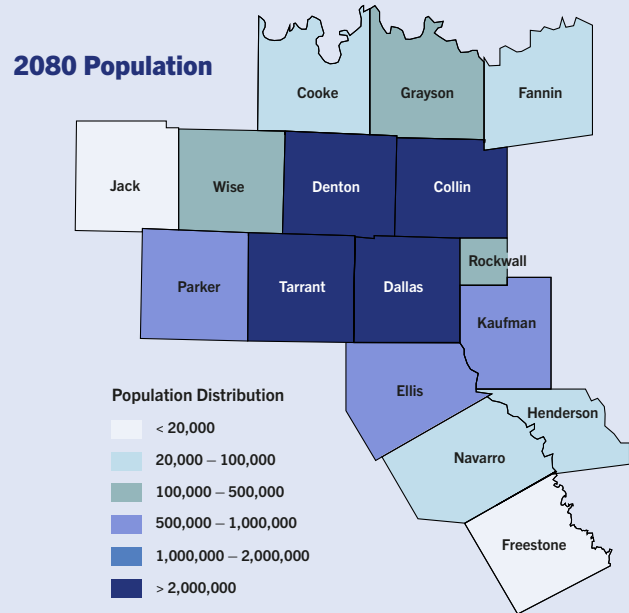 2080 Population
Cooke
Grayson
Fannin
Jack
Wise
Denton
Collin
Rockwall
Parker
Tarrant
Dallas
Kaufman
Ellis
Henderson
Navarro
Freestone
Population Distribution
< 20,000
20,000 – 100,000
100,000 – 500,000
500,000 – 1,000,000
1,000,000 – 2,000,000
> 2,000,000